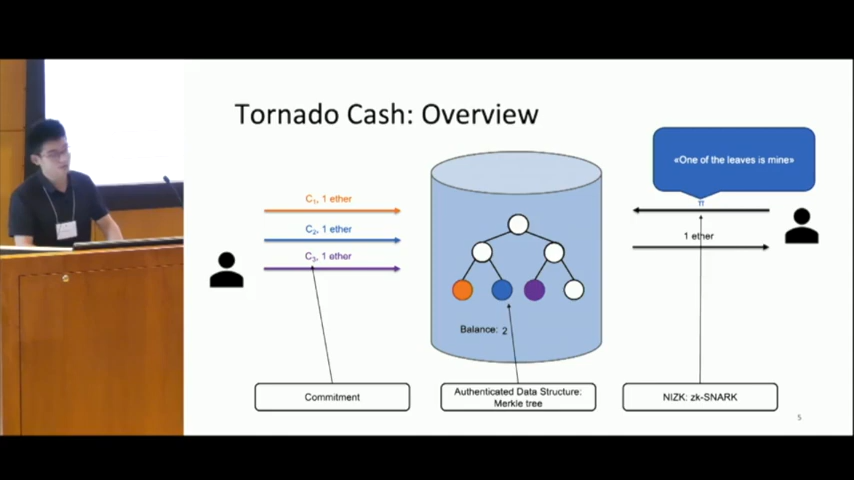 Tornado Cash: Overview
«One of the leaves is mine»
C₁, 1 ether
π
C₂, 1 ether
1 ether
C₃, 1 ether
Balance: 2
Commitment
Authenticated Data Structure:
Merkle tree
NIZK: zk-SNARK
5